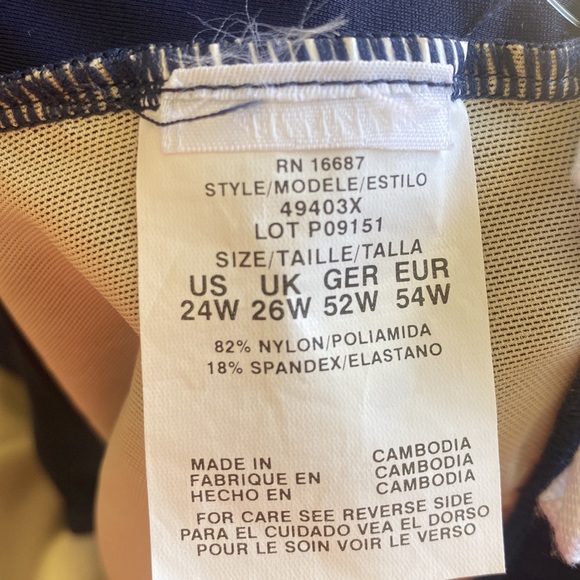 RN 16687
STYLE/MODELE/ESTILO
49403X
LOT P09151
SIZE/TAILLE/TALLA
US UK GER EUR
24W 26W 52W 54W
82% NYLON/POLIAMIDA
18% SPANDEX/ELASTANO
MADE IN CAMBODIA
FABRIQUE EN CAMBODIA
HECHO EN CAMBODIA
FOR CARE SEE REVERSE SIDE
PARA EL CUIDADO VEA EL DORSO
POUR LE SOIN VOIR LE VERSO